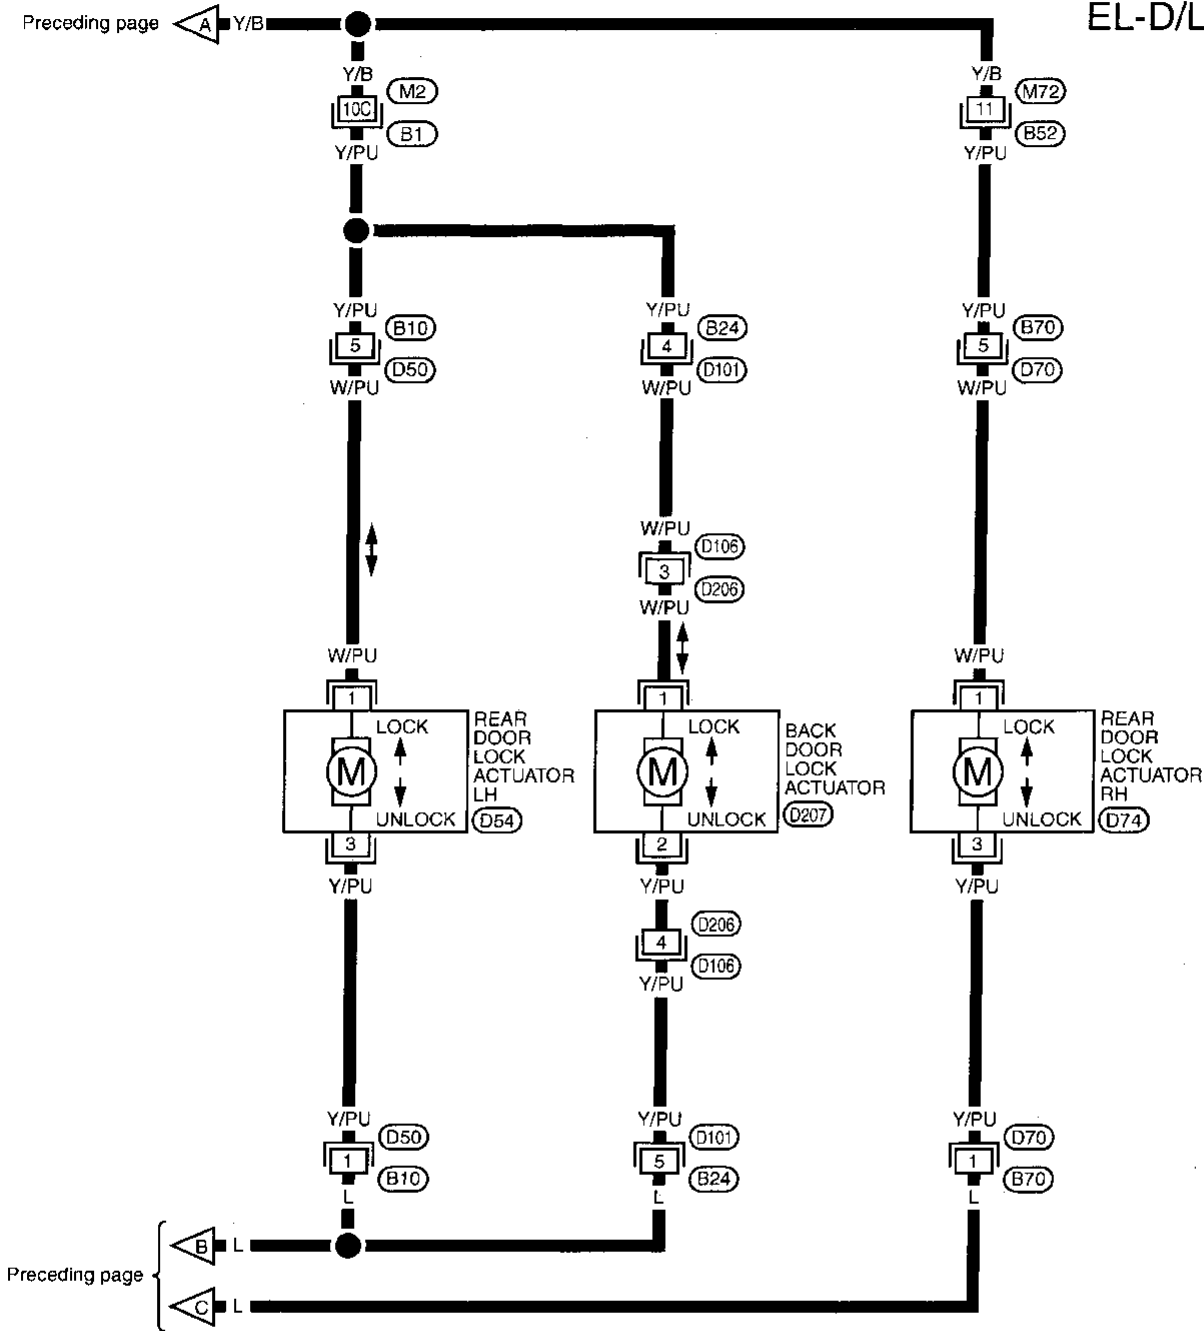 EL-D/L
Preceding page A Y/B
Y/B Y/B
10C M2 11 M72
B1 B52
Y/PU Y/PU
Y/PU Y/PU Y/PU
5 B10 4 B24 5 B70
D50 D101 D70
W/PU W/PU W/PU
W/PU
3 D106
D206
W/PU
W/PU W/PU
1 1 1
LOCK
M
UNLOCK
REAR
DOOR
LOCK
ACTUATOR
LH
D54
LOCK
M
UNLOCK
BACK
DOOR
LOCK
ACTUATOR
D207
LOCK
M
UNLOCK
REAR
DOOR
LOCK
ACTUATOR
RH
D74
3 2 3
Y/PU Y/PU Y/PU
4 D206
D106
Y/PU
Y/PU Y/PU Y/PU
1 D50 5 D101 1 D70
B10 B24 B70
L L L
B L
Preceding page
C L